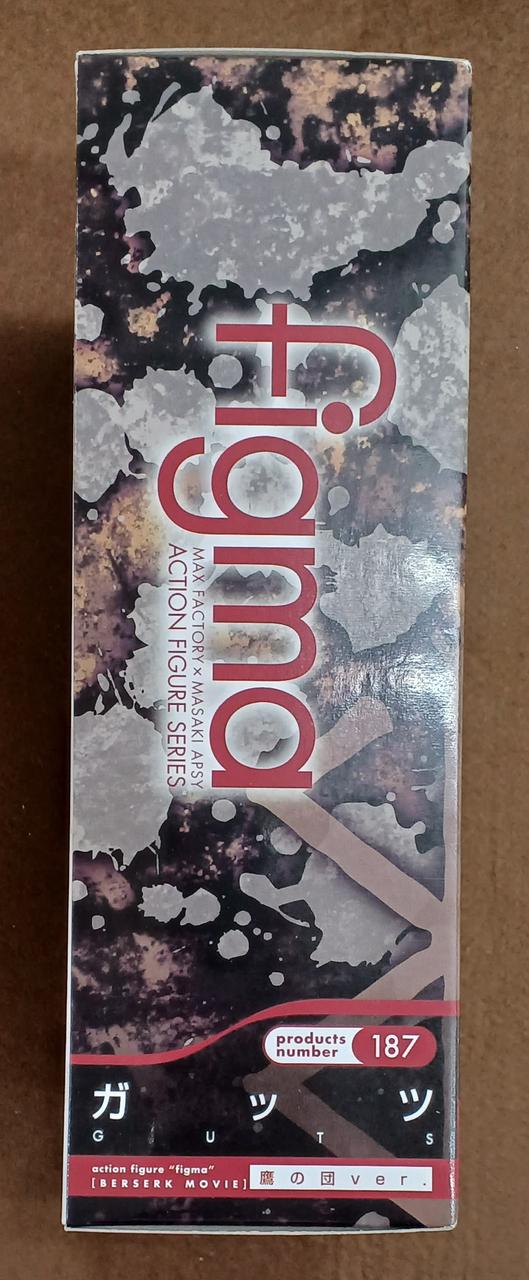 figma
MAX FACTORY × MASAKI APSY
ACTION FIGURE SERIES
products
number 187
ガッツ
GUTS
action figure "figma"
[BERSERK MOVIE] 鷹の団ver.